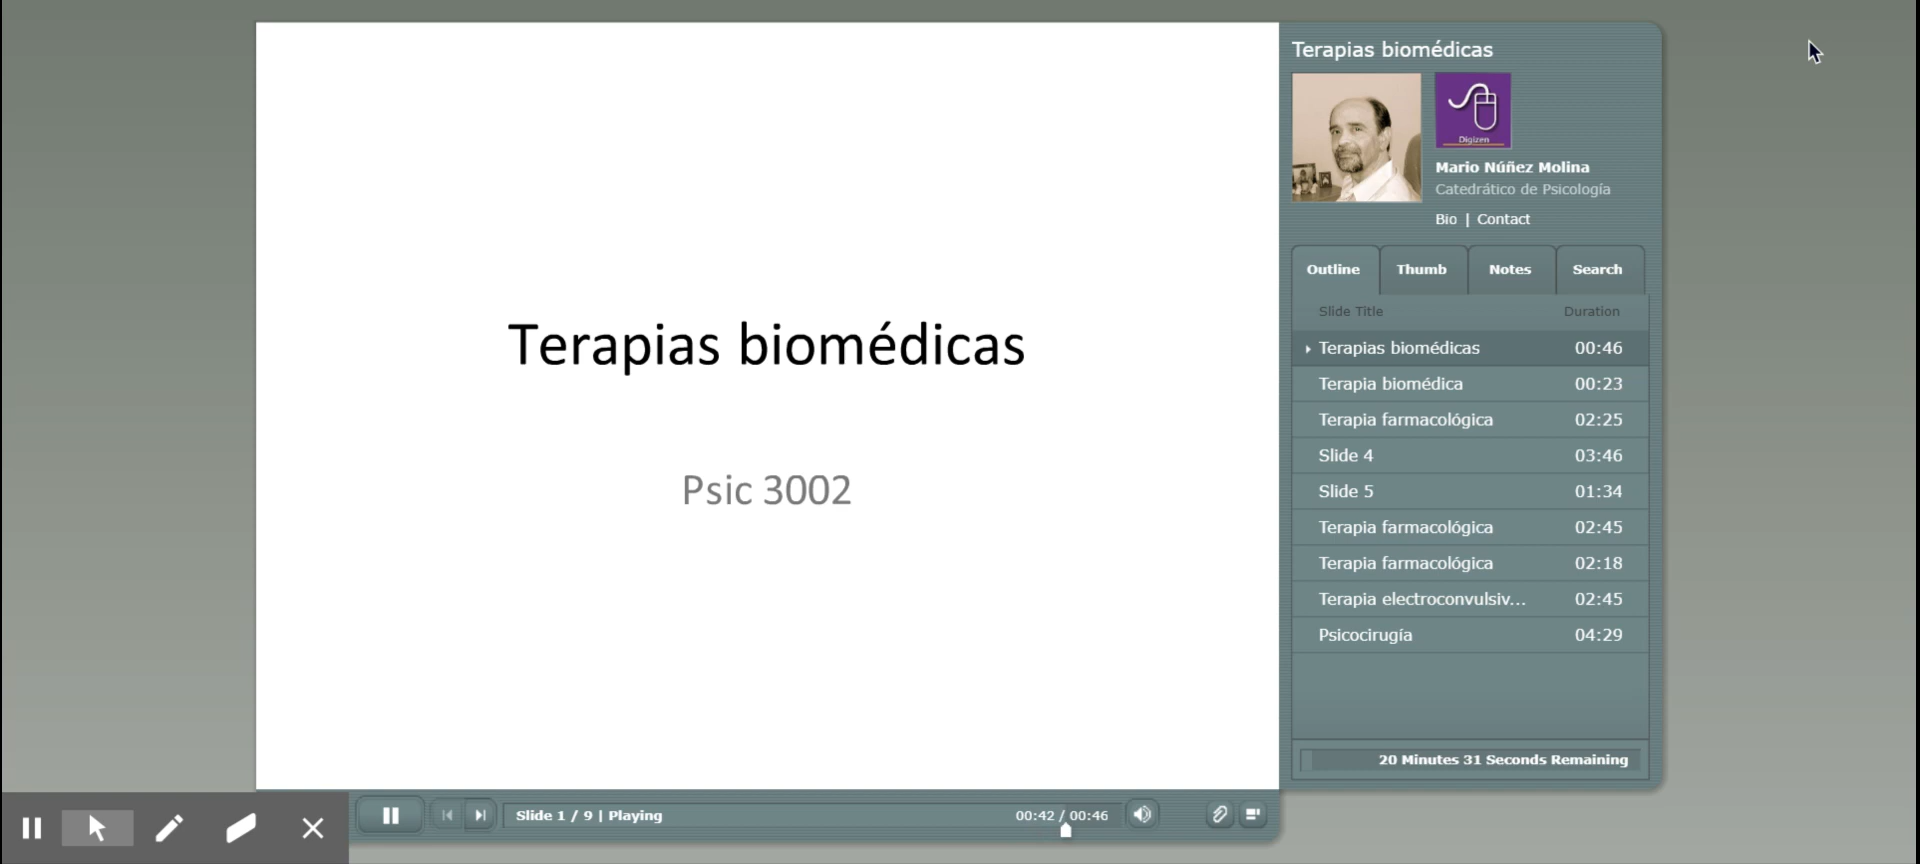 Terapias biomédicas
Psic 3002
Terapias biomédicas
Digizen
Mario Núñez Molina
Catedrático de Psicología
Bio | Contact
Outline Thumb Notes Search
Slide Title Duration
Terapias biomédicas 00:46
Terapia biomédica 00:23
Terapia farmacológica 02:25
Slide 4 03:46
Slide 5 01:34
Terapia farmacológica 02:45
Terapia farmacológica 02:18
Terapia electroconvulsiv... 02:45
Psicocirugía 04:29
20 Minutes 31 Seconds Remaining
Slide 1 / 9 | Playing 00:42 / 00:46